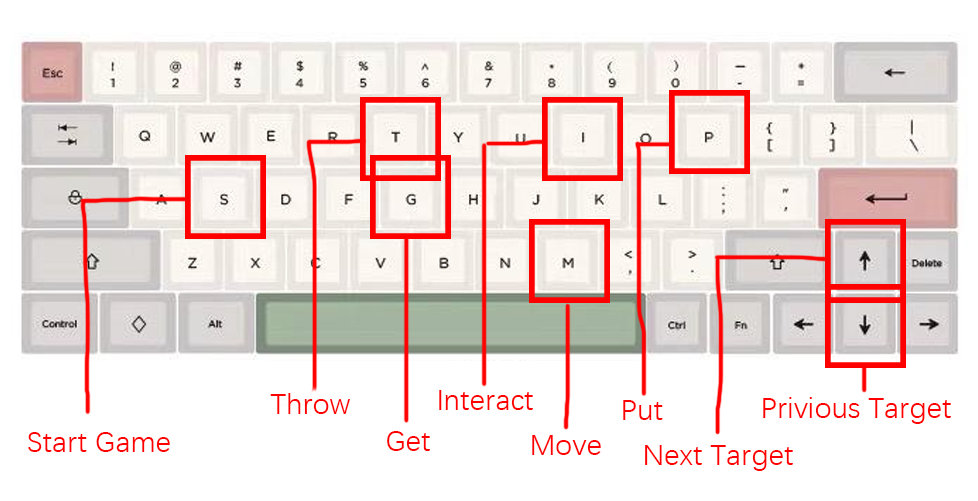 Esc ! 1 @ 2 # 3 $ 4 % 5 ^ 6 & 7 * 8 ( 9 ) 0 — - + =
Q W E R T Y U I O P { [ } ] | \
A S D F G H J K L : ; " ,
Z X C V B N M < , > . Delete
Control Alt Ctrl Fn
Throw Interact Put Privious Target
Start Game Get Move Next Target